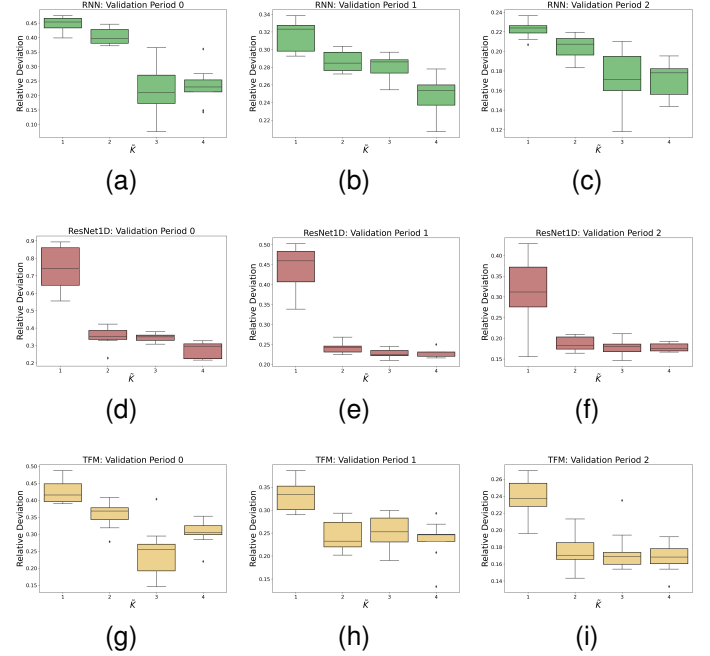 RNN: Validation Period 0
Relative Deviation
0.45
0.40
0.35
0.30
0.25
0.20
0.15
0.10
1 2 3 4
K̃
(a)
RNN: Validation Period 1
Relative Deviation
0.34
0.32
0.30
0.28
0.26
0.24
0.22
1 2 3 4
K̃
(b)
RNN: Validation Period 2
Relative Deviation
0.24
0.22
0.20
0.18
0.16
0.14
0.12
1 2 3 4
K̃
(c)
ResNet1D: Validation Period 0
Relative Deviation
0.9
0.8
0.7
0.6
0.5
0.4
0.3
0.2
1 2 3 4
K̃
(d)
ResNet1D: Validation Period 1
Relative Deviation
0.50
0.45
0.40
0.35
0.30
0.25
0.20
1 2 3 4
K̃
(e)
ResNet1D: Validation Period 2
Relative Deviation
0.40
0.35
0.30
0.25
0.20
0.15
1 2 3 4
K̃
(f)
TFM: Validation Period 0
Relative Deviation
0.50
0.45
0.40
0.35
0.30
0.25
0.20
0.15
1 2 3 4
K̃
(g)
TFM: Validation Period 1
Relative Deviation
0.35
0.30
0.25
0.20
0.15
1 2 3 4
K̃
(h)
TFM: Validation Period 2
Relative Deviation
0.26
0.24
0.22
0.20
0.18
0.16
0.14
1 2 3 4
K̃
(i)